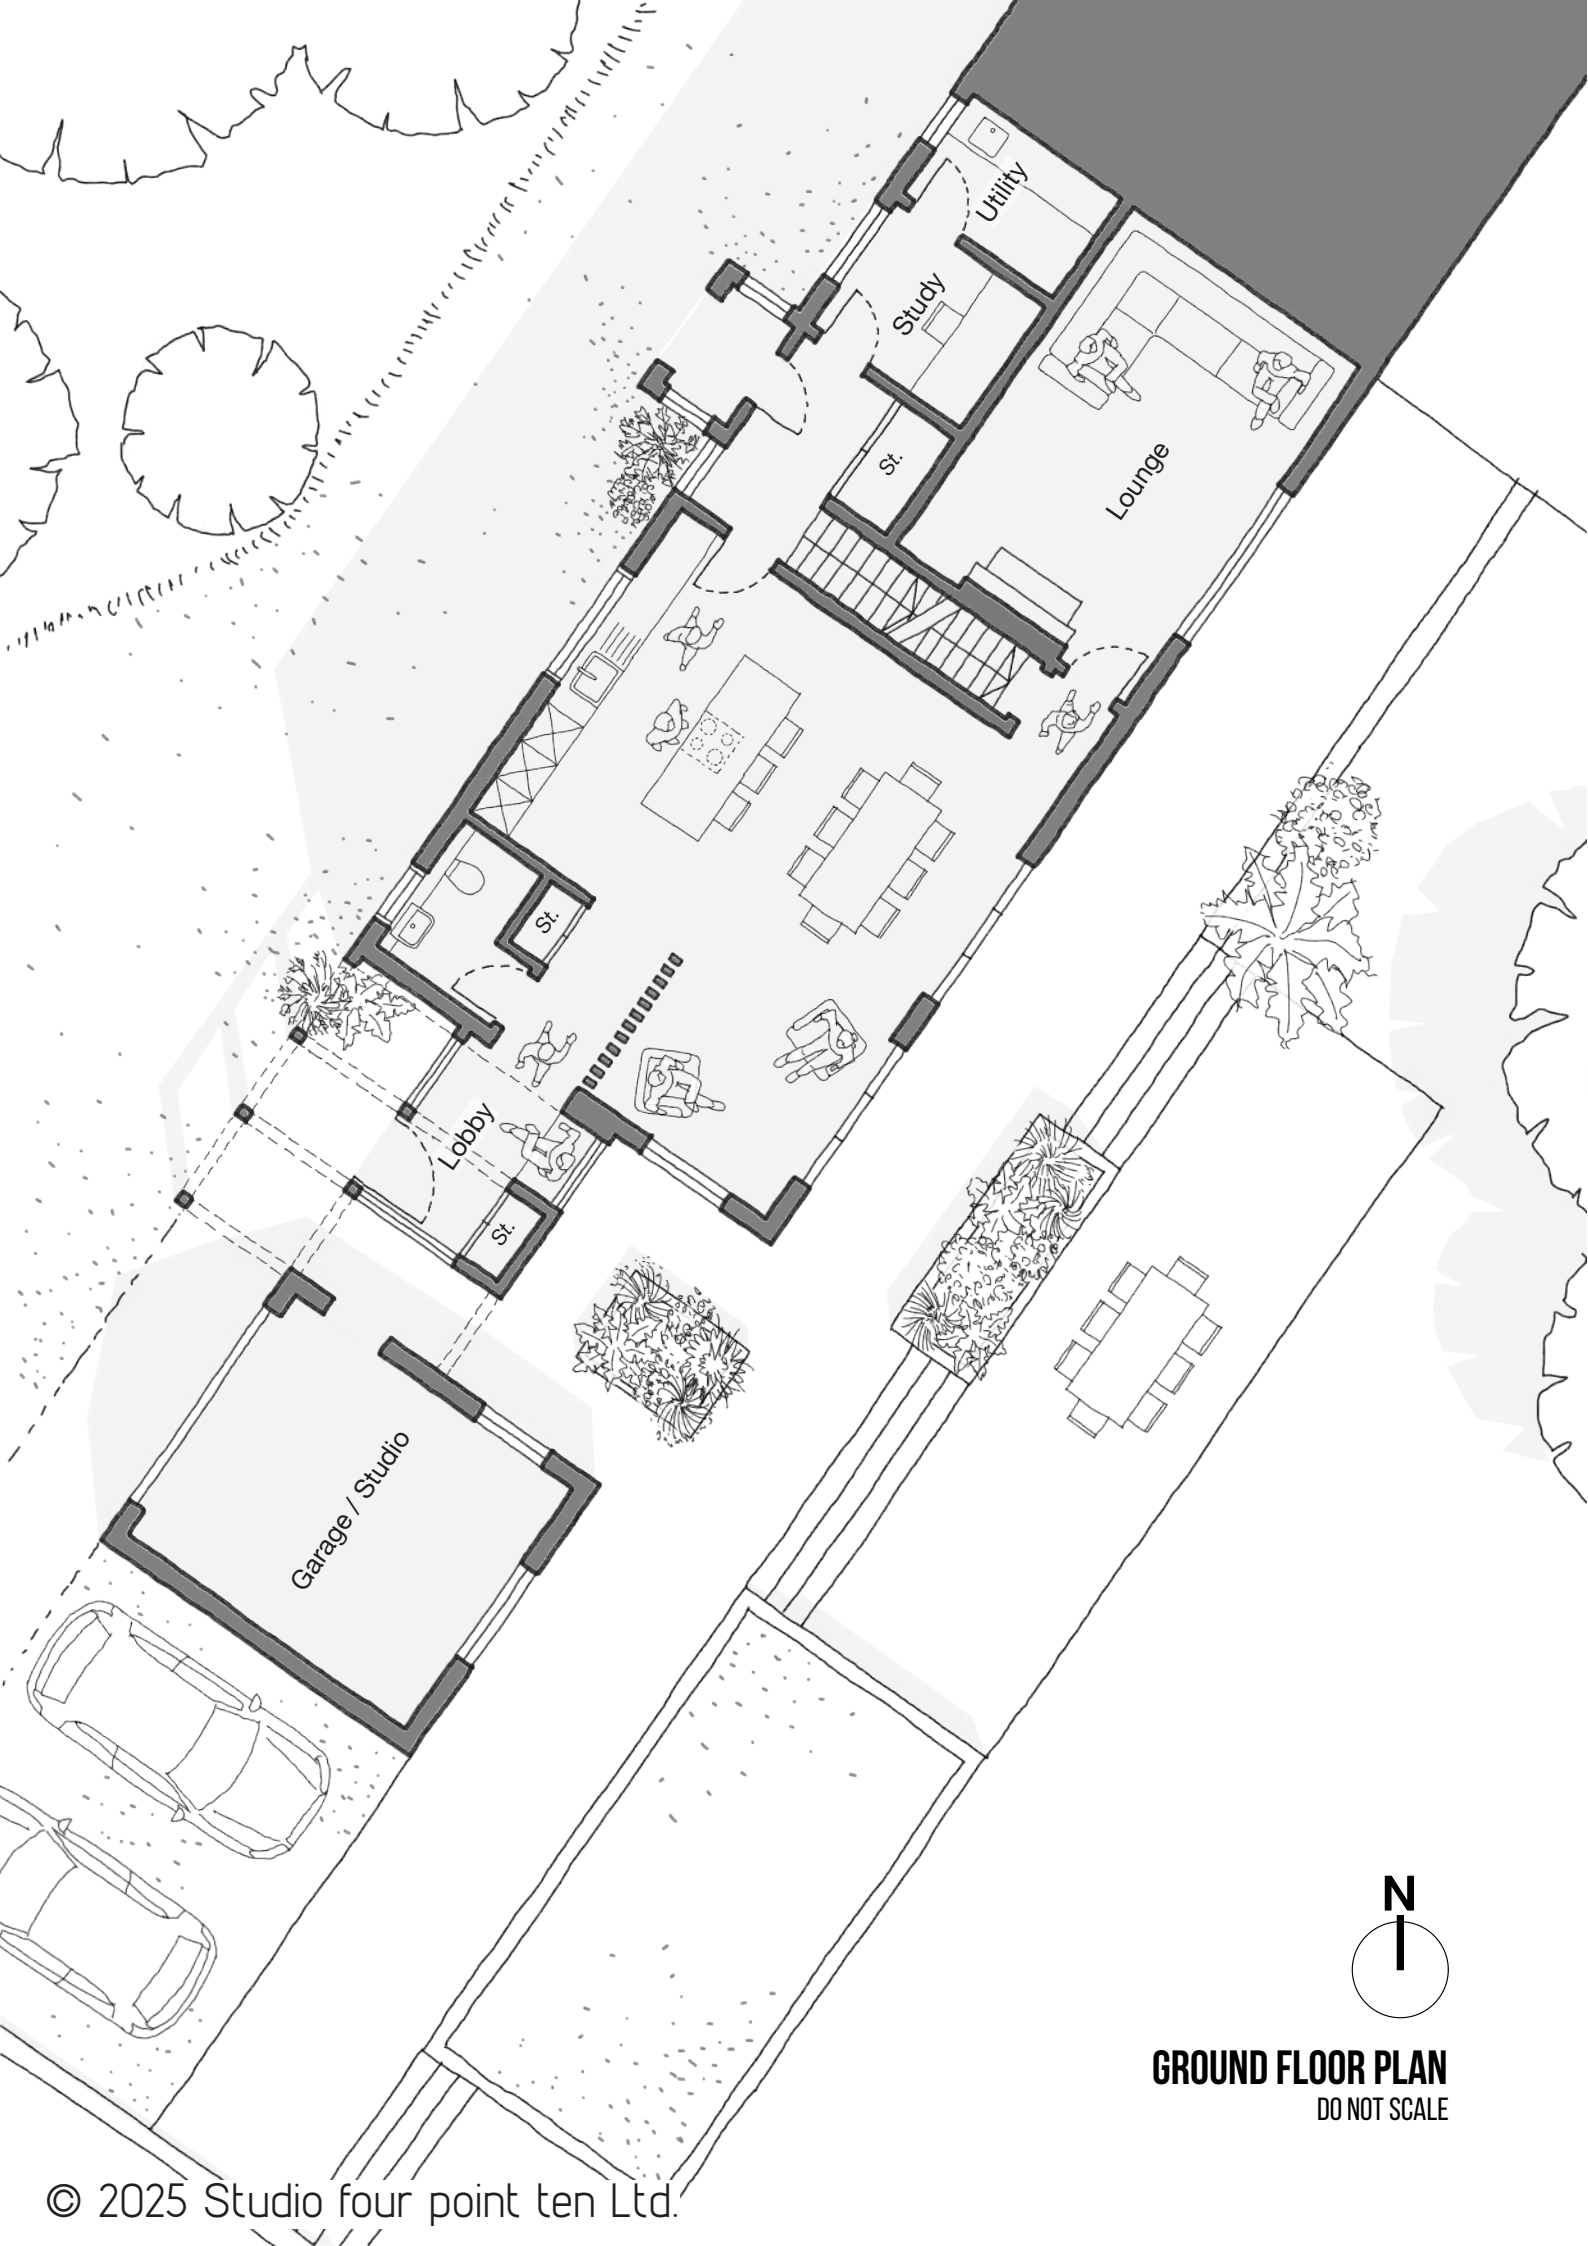 Utility
Study
St.
Lounge
St.
Lobby
St.
Garage / Studio
N
GROUND FLOOR PLAN
DO NOT SCALE
© 2025 Studio four point ten Ltd.